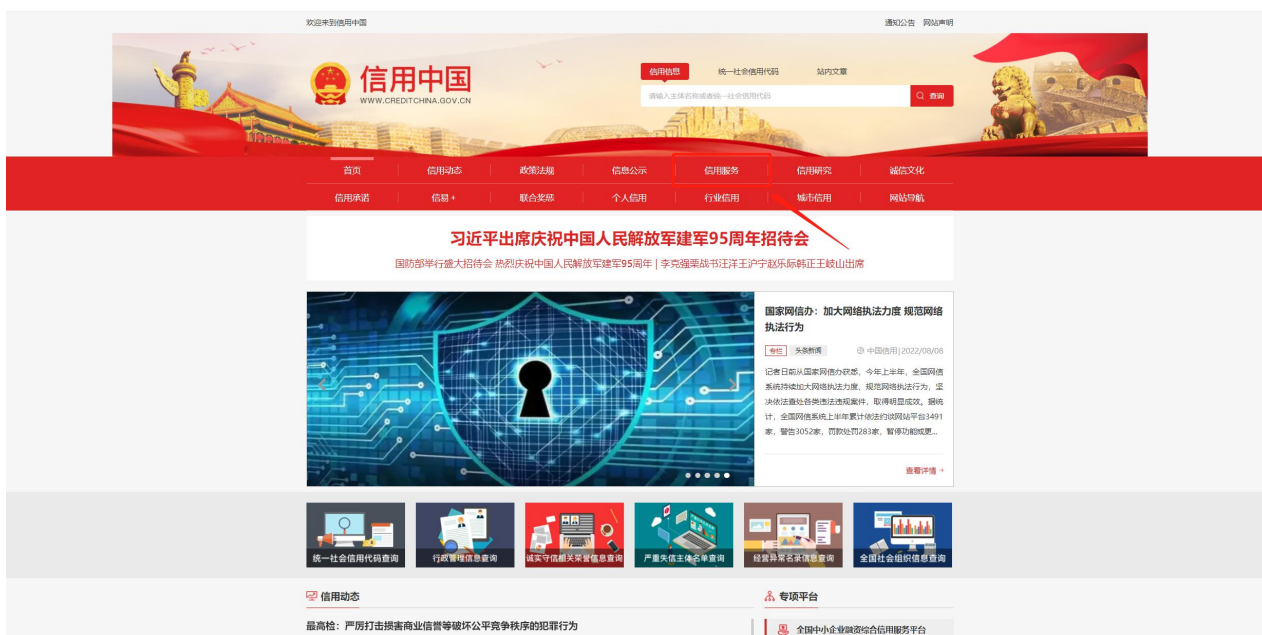 欢迎来到信用中国
通知公告 网站声明
信用中国
WWW.CREDITCHINA.GOV.CN
信用信息 统一社会信用代码 站内文章
请输入主体名称或者统一社会信用代码
查询
首页 信用动态 政策法规 信息公示 信用服务 信用研究 诚信文化
信用承诺 信易+ 联合奖惩 个人信用 行业信用 城市信用 网站导航
习近平出席庆祝中国人民解放军建军95周年招待会
国防部举行盛大招待会 热烈庆祝中国人民解放军建军95周年 | 李克强栗战书汪洋王沪宁赵乐际韩正王岐山出席
国家网信办：加大网络执法力度 规范网络
执法行为
专栏 头条新闻 中国信用|2022/08/08
记者日前从国家网信办获悉，今年上半年，全国网信
系统持续加大网络执法力度、规范网络执法行为，坚
决依法查处各类违法违规案件，取得明显成效。据统
计，全国网信系统上半年累计依法约谈网站平台3491
家，警告3052家，罚款处罚283家，暂停功能或更...
查看详情→
统一社会信用代码查询
行政管理信息查询
诚实守信相关荣誉信息查询
严重失信主体名单查询
经营异常名录信息查询
全国社会组织信息查询
信用动态
专项平台
最高检：严厉打击损害商业信誉等破坏公平竞争秩序的犯罪行为
全国中小企业融资综合信用服务平台